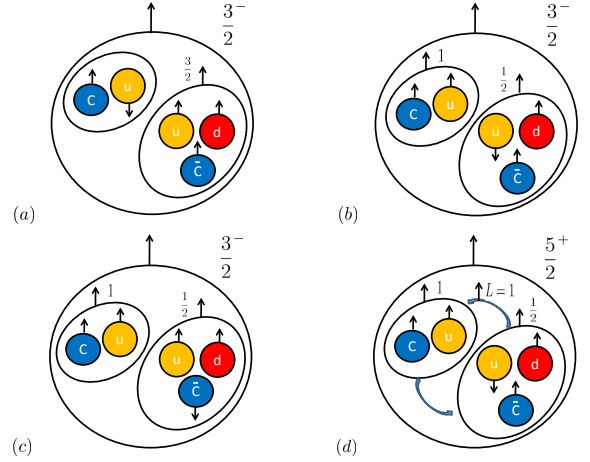 3/2⁻
3/2
C
u
u
d
C̄
(a)
3/2⁻
1
1/2
C
u
u
d
C̄
(b)
3/2⁻
1
1/2
C
u
u
d
C̄
(c)
5/2⁺
1
L=1
1/2
C
u
u
d
C̄
(d)